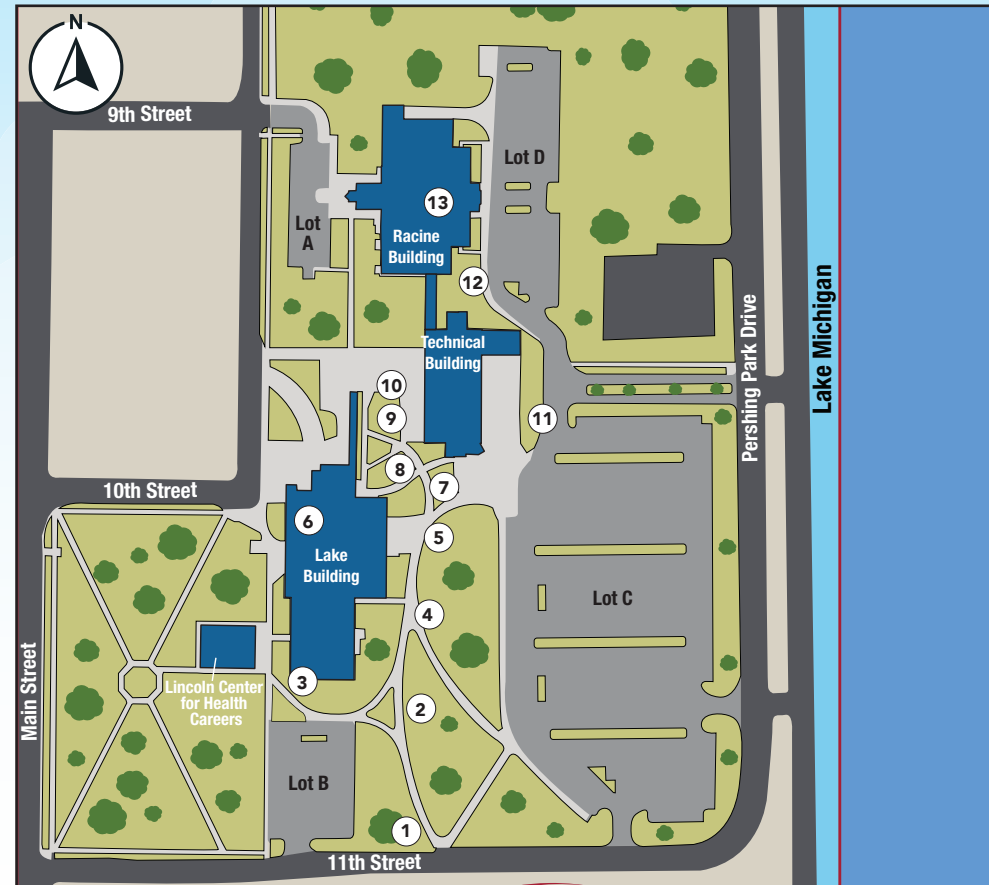 N
9th Street
Lot D
13
Lot
A
Racine
Building
12
Technical
Building
Pershing Park Drive
Lake Michigan
10
9
11
8
7
10th Street
6
5
Lake
Building
4
Lot C
Main Street
3
Lincoln Center
for Health
Careers
2
Lot B
1
11th Street